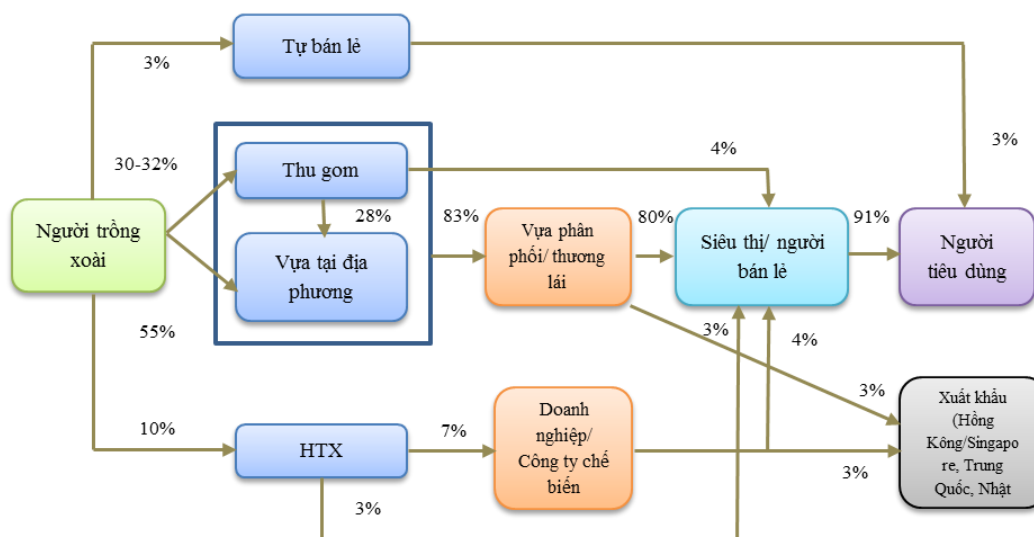 Tự bán lẻ
3%
3%
30-32%
Thu gom
4%
28%
83%
80%
91%
Người trồng
xoài
Vựa tại địa
phương
Vựa phân
phối/ thương
lái
Siêu thị/ người
bán lẻ
Người
tiêu dùng
55%
3%
4%
3%
10%
HTX
7%
Doanh
nghiệp/
Công ty chế
biến
3%
Xuất khẩu
(Hồng
Kông/Singapo
re, Trung
Quốc, Nhật
3%